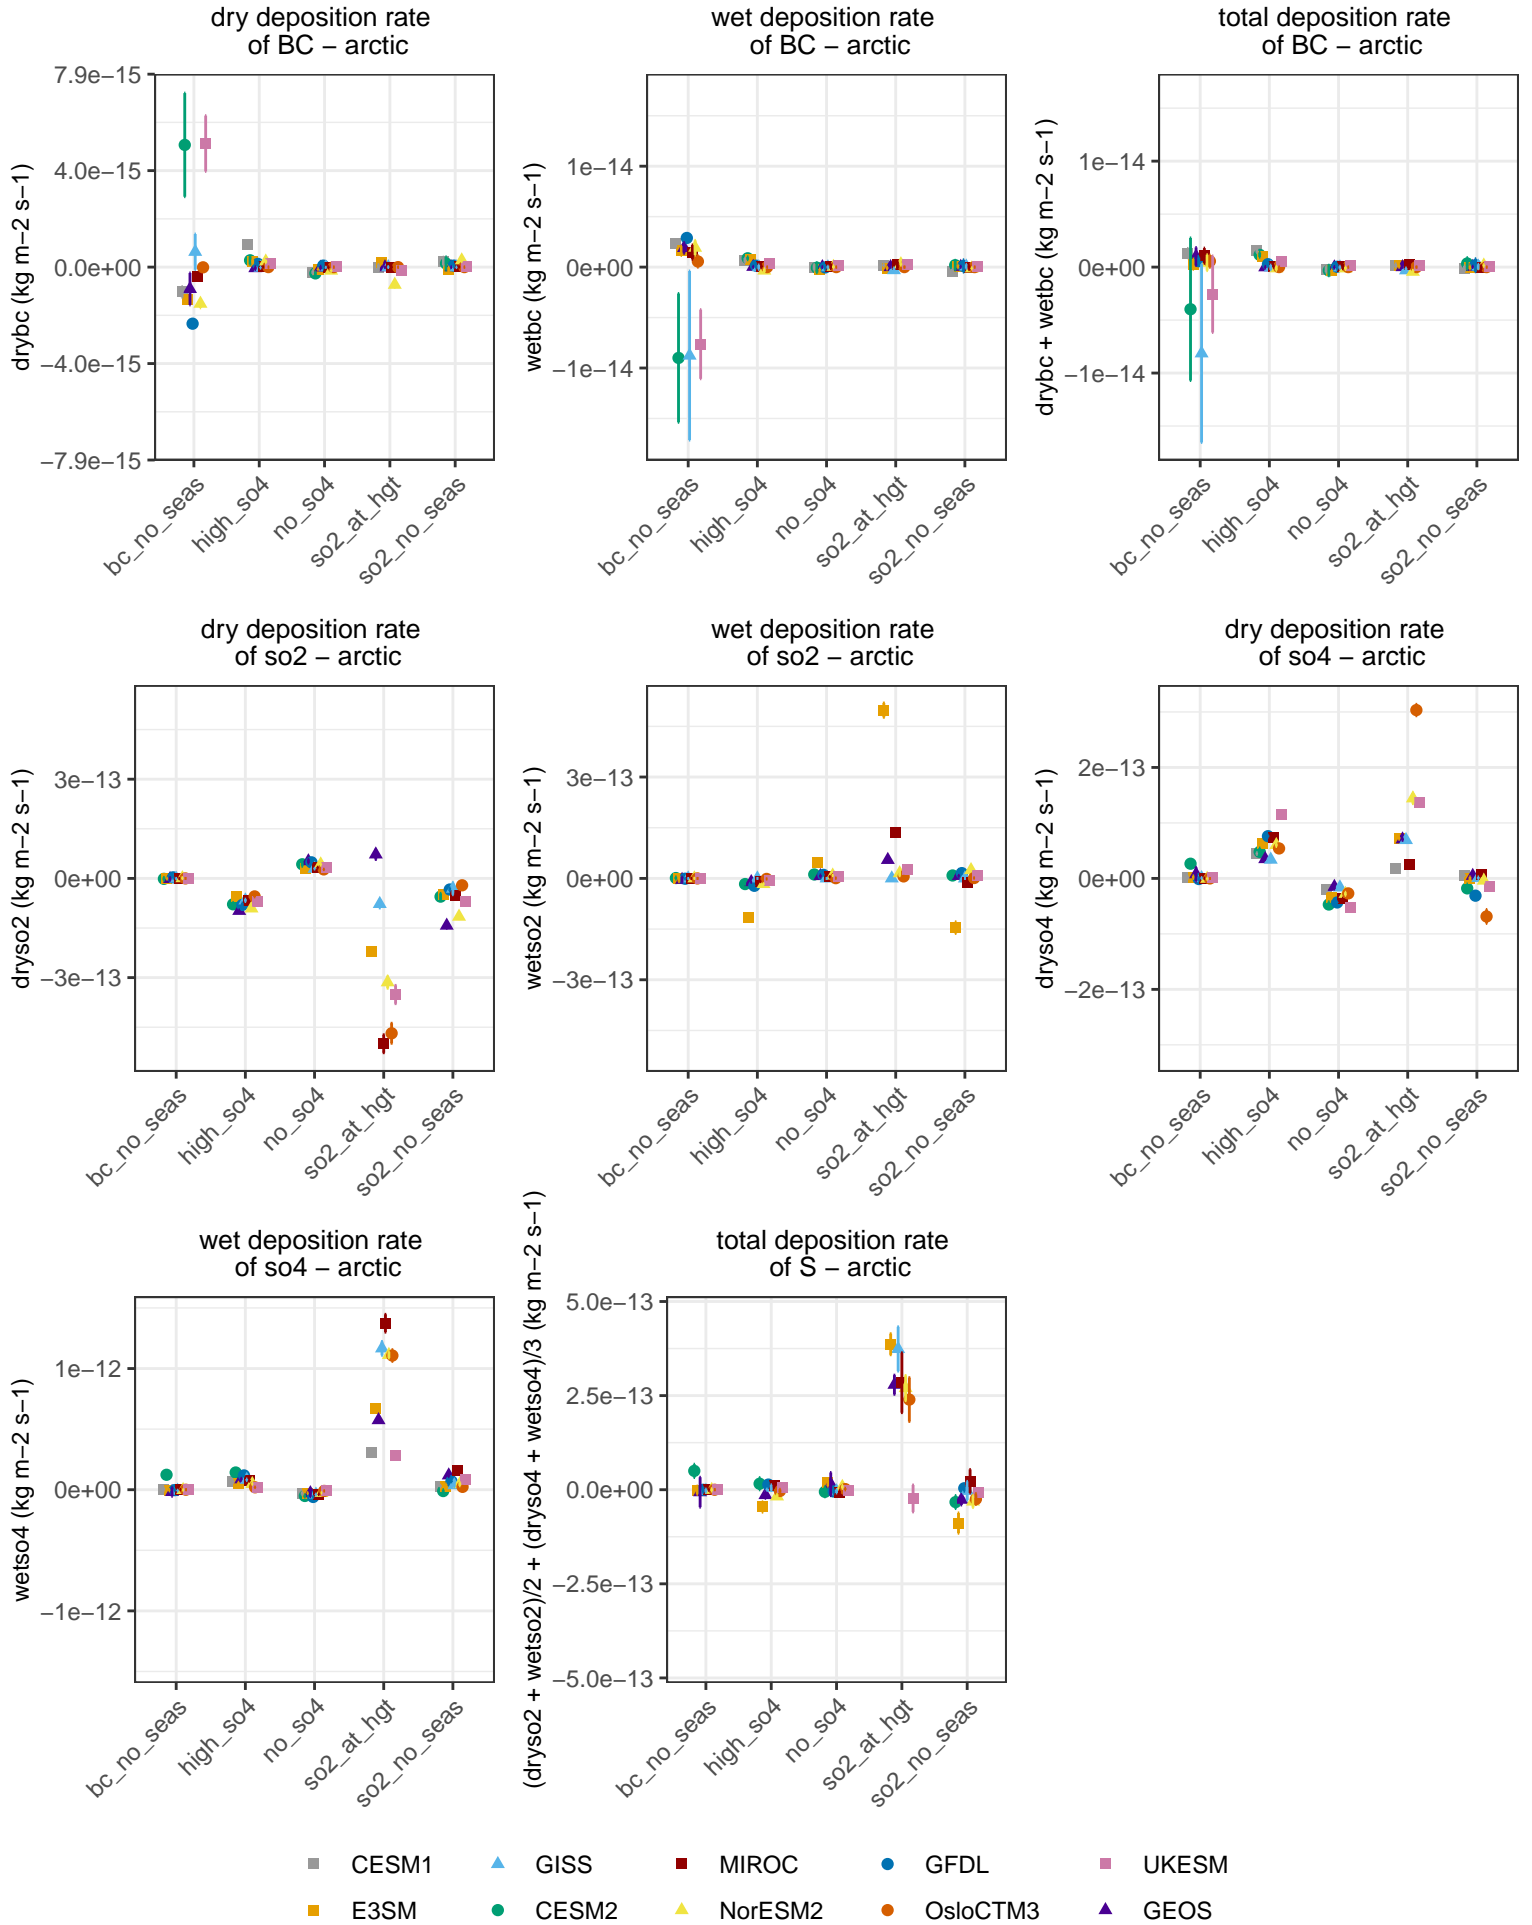 dry deposition rate
of BC − arctic
drybc (kg m−2 s−1)
7.9e−15
4.0e−15
0.0e+00
−4.0e−15
−7.9e−15
bc_no_seas
high_so4
no_so4
so2_at_hgt
so2_no_seas
wet deposition rate
of BC − arctic
wetbc (kg m−2 s−1)
1e−14
0e+00
−1e−14
bc_no_seas
high_so4
no_so4
so2_at_hgt
so2_no_seas
total deposition rate
of BC − arctic
drybc + wetbc (kg m−2 s−1)
1e−14
0e+00
−1e−14
bc_no_seas
high_so4
no_so4
so2_at_hgt
so2_no_seas
dry deposition rate
of so2 − arctic
dryso2 (kg m−2 s−1)
3e−13
0e+00
−3e−13
bc_no_seas
high_so4
no_so4
so2_at_hgt
so2_no_seas
wet deposition rate
of so2 − arctic
wetso2 (kg m−2 s−1)
3e−13
0e+00
−3e−13
bc_no_seas
high_so4
no_so4
so2_at_hgt
so2_no_seas
dry deposition rate
of so4 − arctic
dryso4 (kg m−2 s−1)
2e−13
0e+00
−2e−13
bc_no_seas
high_so4
no_so4
so2_at_hgt
so2_no_seas
wet deposition rate
of so4 − arctic
wetso4 (kg m−2 s−1)
1e−12
0e+00
−1e−12
bc_no_seas
high_so4
no_so4
so2_at_hgt
so2_no_seas
total deposition rate
of S − arctic
(dryso2 + wetso2)/2 + (dryso4 + wetso4)/3 (kg m−2 s−1)
5.0e−13
2.5e−13
0.0e+00
−2.5e−13
−5.0e−13
bc_no_seas
high_so4
no_so4
so2_at_hgt
so2_no_seas
CESM1 GISS MIROC GFDL UKESM
E3SM CESM2 NorESM2 OsloCTM3 GEOS